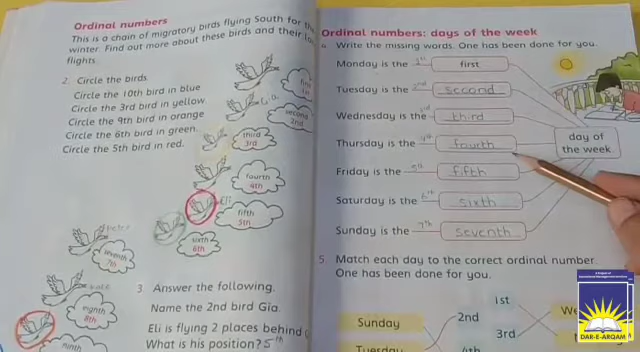 Ordinal numbers
This is a chain of migratory birds flying South for the
winter. Find out more about these birds and their
flights.
2 Circle the birds.
Circle the 10th bird in blue
Circle the 3rd bird in yellow
Circle the 9th bird in orange
Circle the 6th bird in green.
Circle the 5th bird in red.
first
1st
Gia
second
2nd
third
3rd
fourth
4th
Eli
fifth
5th
sixth
6th
seventh
7th
eighth
8th
ninth
3 Answer the following.
Name the 2nd bird Gia.
Eli is flying 2 places behind
What is his position? 5th
Ordinal numbers: days of the week
Write the missing words. One has been done for you.
Monday is the 1st first
Tuesday is the 2nd second
Wednesday is the 3rd third
Thursday is the 4th fourth
Friday is the 5th fifth
Saturday is the 6th sixth
Sunday is the 7th seventh
day of
the week
5 Match each day to the correct ordinal number.
One has been done for you.
1st
Sunday
2nd
We
3rd
Tuesday
4th
DAR-E-ARQAM